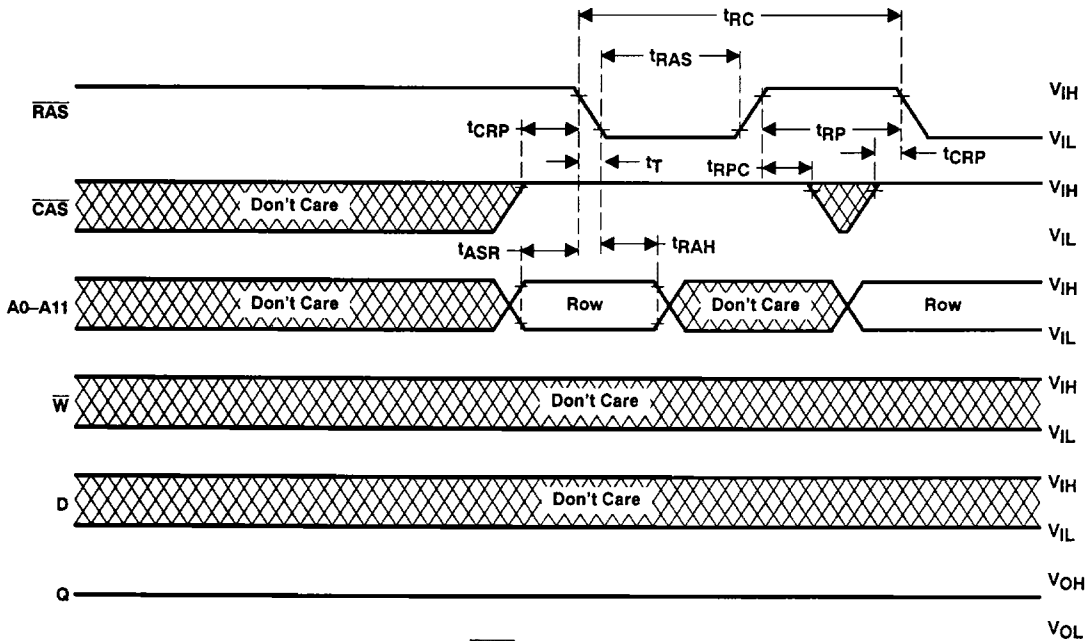 tRC
tRAS
RAS
VIH
VIL
tCRP
tRP
tT
tRPC
tCRP
CAS
Don't Care
VIH
VIL
tASR
tRAH
A0–A11
Don't Care
Row
Don't Care
Row
VIH
VIL
W
Don't Care
VIH
VIL
D
Don't Care
VIH
VIL
Q
VOH
VOL